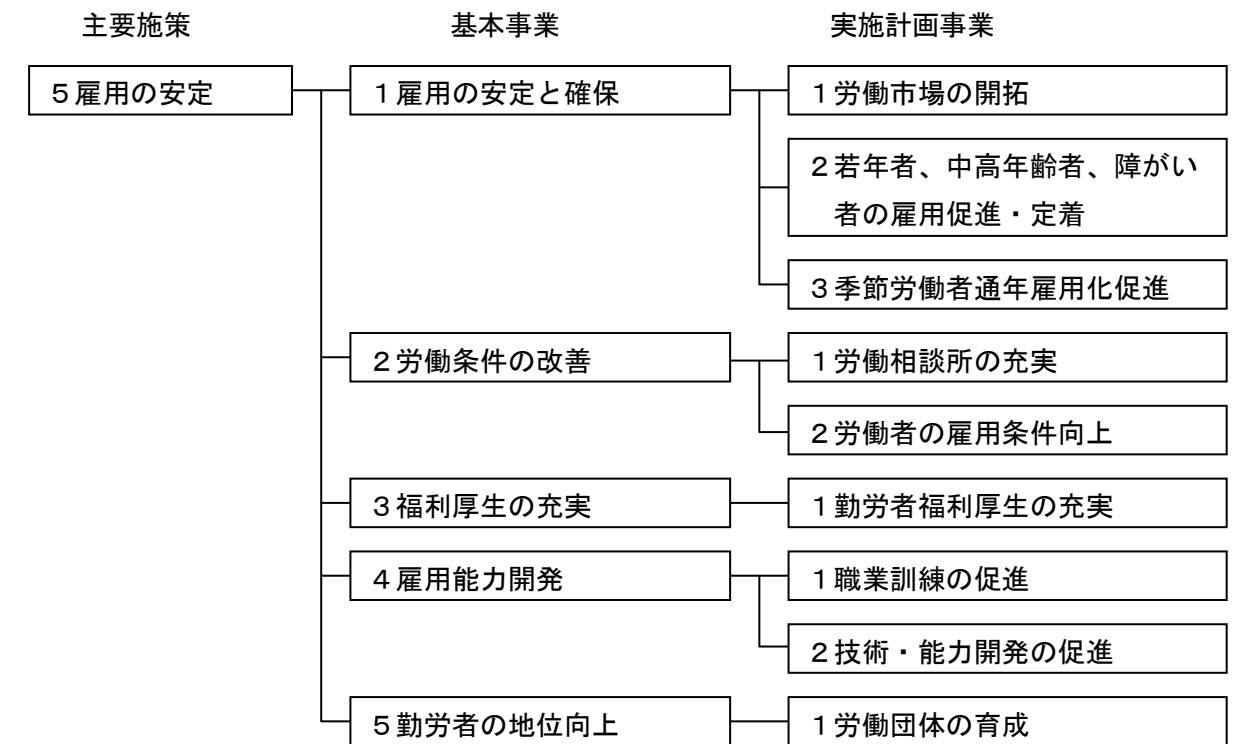 主要施策 基本事業 実施計画事業
5雇用の安定 1雇用の安定と確保 1労働市場の開拓
2若年者、中高年齢者、障がい
者の雇用促進・定着
3季節労働者通年雇用化促進
2労働条件の改善 1労働相談所の充実
2労働者の雇用条件向上
3福利厚生の充実 1勤労者福利厚生の充実
4雇用能力開発 1職業訓練の促進
2技術・能力開発の促進
5勤労者の地位向上 1労働団体の育成